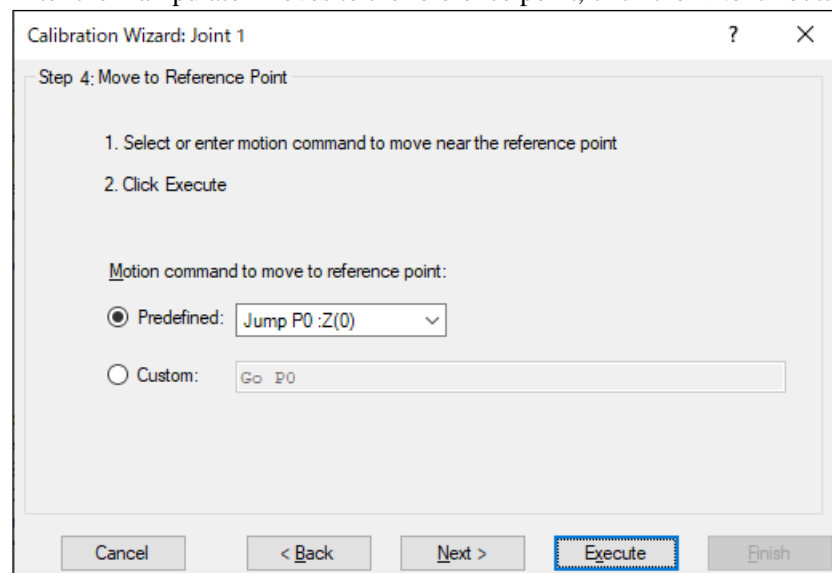 Calibration Wizard: Joint 1 ?
Step 4: Move to Reference Point
1. Select or enter motion command to move near the reference point
2. Click Execute
Motion command to move to reference point:
Predefined: Jump P0 :Z(0)
Custom: Go P0
Cancel < Back Next > Execute Finish